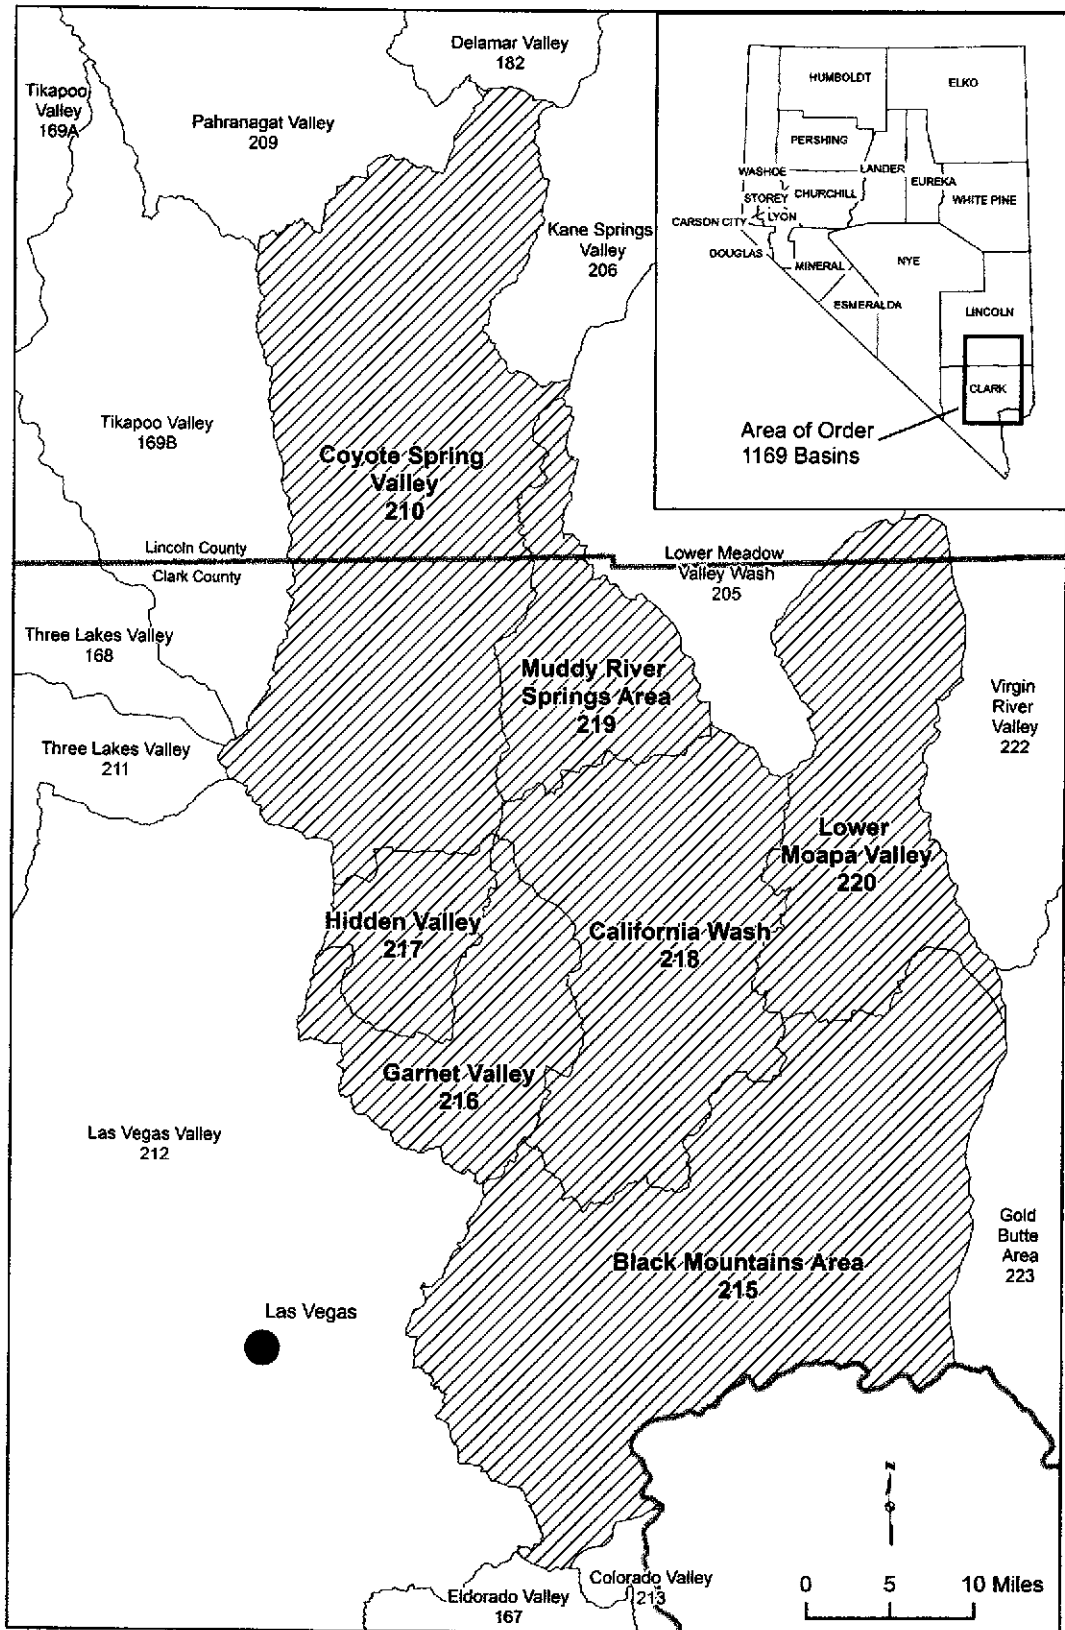 Delamar Valley
182
Tikapoo
Valley
169A
Pahranagat Valley
209
Kane Springs
Valley
206
Tikapoo Valley
169B
Coyote Spring
Valley
210
Lincoln County
Clark County
Lower Meadow
Valley Wash
205
Three Lakes Valley
168
Muddy River
Springs Area
219
Virgin
River
Valley
222
Three Lakes Valley
211
Lower
Moapa Valley
220
Hidden Valley
217
California Wash
218
Garnet Valley
216
Las Vegas Valley
212
Gold
Butte
Area
223
Black Mountains Area
215
Las Vegas
Colorado Valley
213
Eldorado Valley
167
N
0 5 10 Miles
HUMBOLDT
ELKO
PERSHING
WASHOE
LANDER
EUREKA
STOREY
CHURCHILL
WHITE PINE
LYON
CARSON CITY
DOUGLAS
MINERAL
NYE
ESMERALDA
LINCOLN
CLARK
Area of Order
1169 Basins